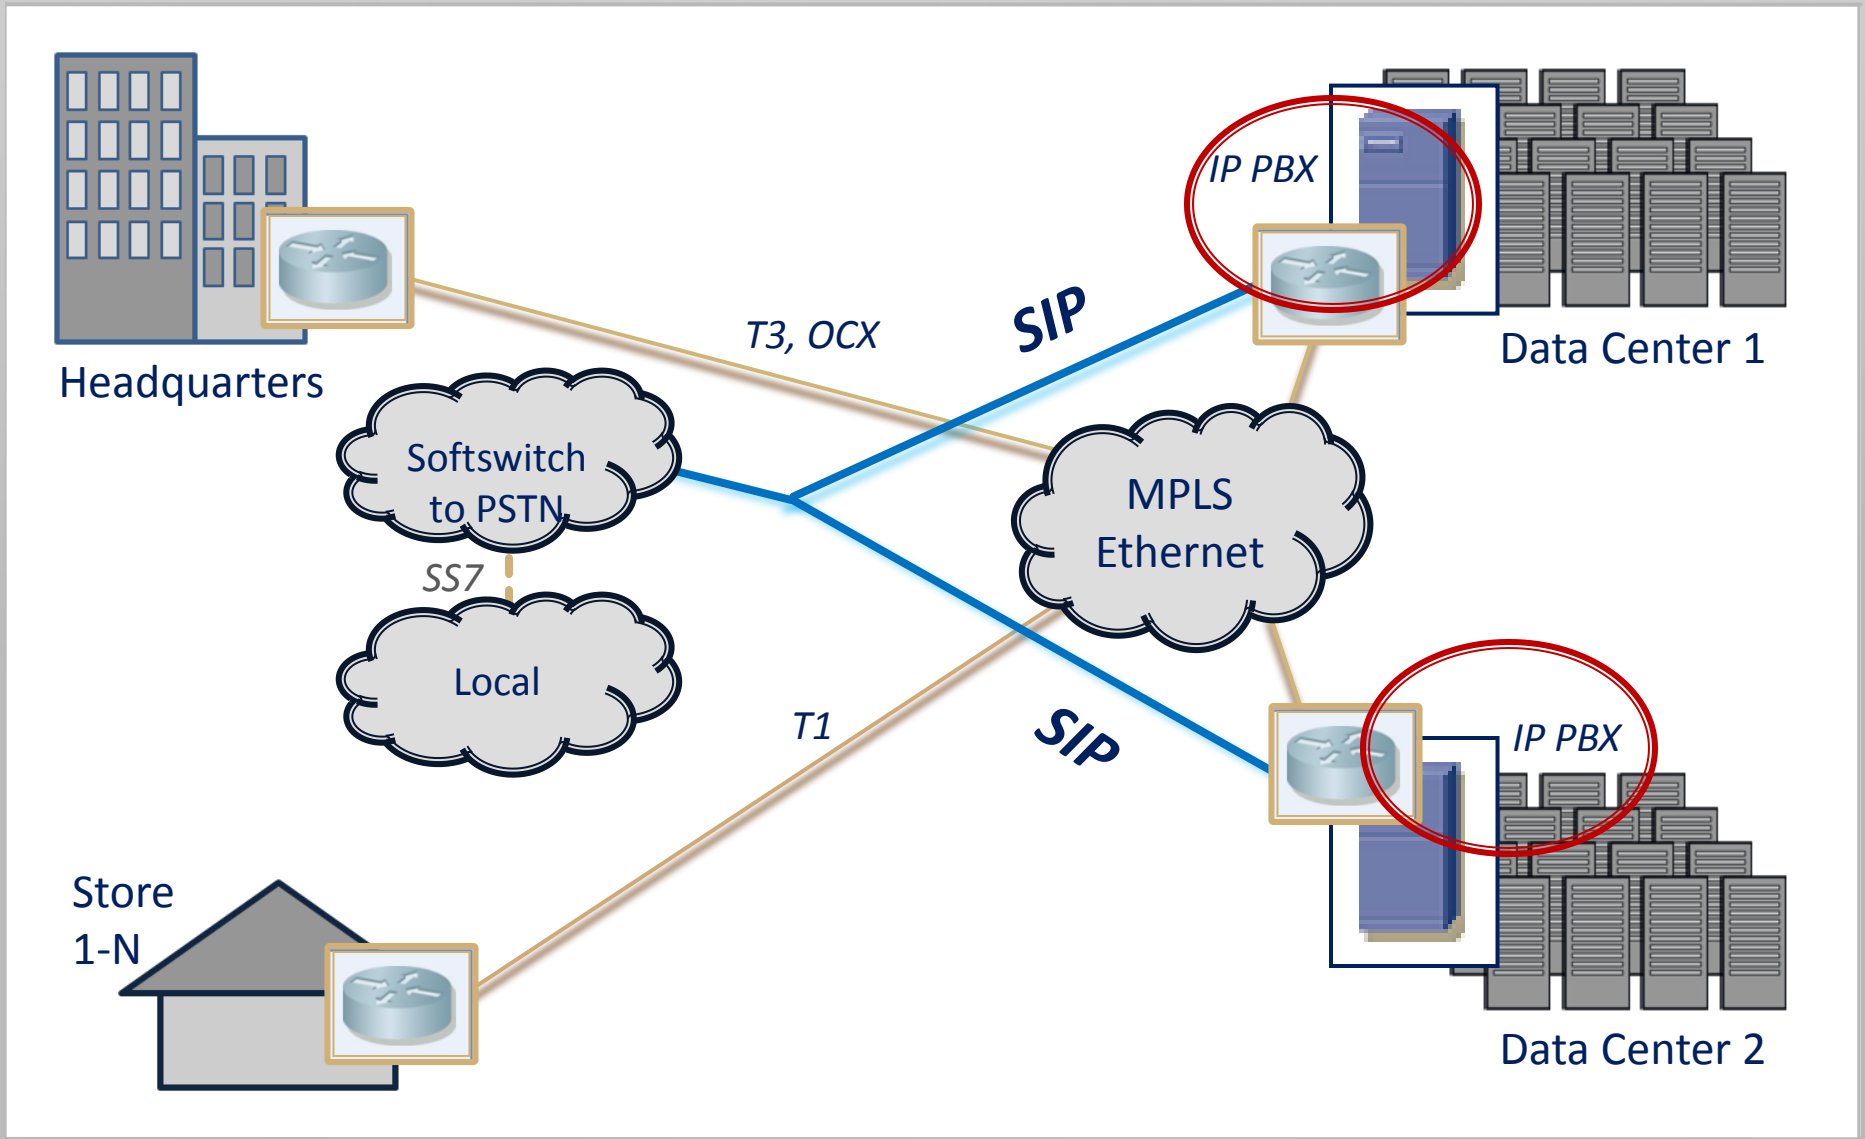 IP PBX
SIP
T3, OCX
Data Center 1
Headquarters
Softswitch
to PSTN
MPLS
Ethernet
SS7
Local
T1
SIP
IP PBX
Store
1-N
Data Center 2